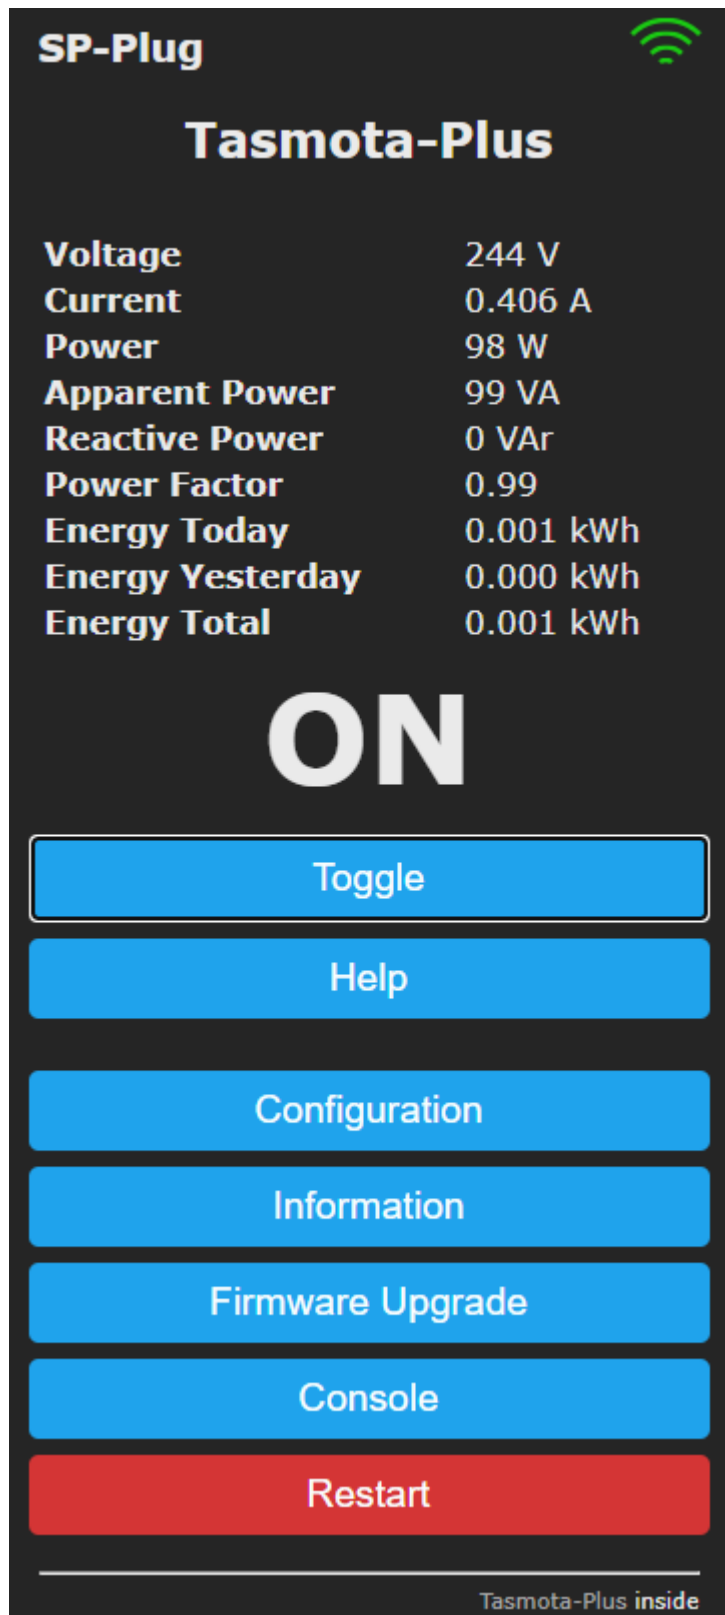 SP-Plug
Tasmota-Plus
Voltage 244 V
Current 0.406 A
Power 98 W
Apparent Power 99 VA
Reactive Power 0 VAr
Power Factor 0.99
Energy Today 0.001 kWh
Energy Yesterday 0.000 kWh
Energy Total 0.001 kWh
ON
Toggle
Help
Configuration
Information
Firmware Upgrade
Console
Restart
Tasmota-Plus inside